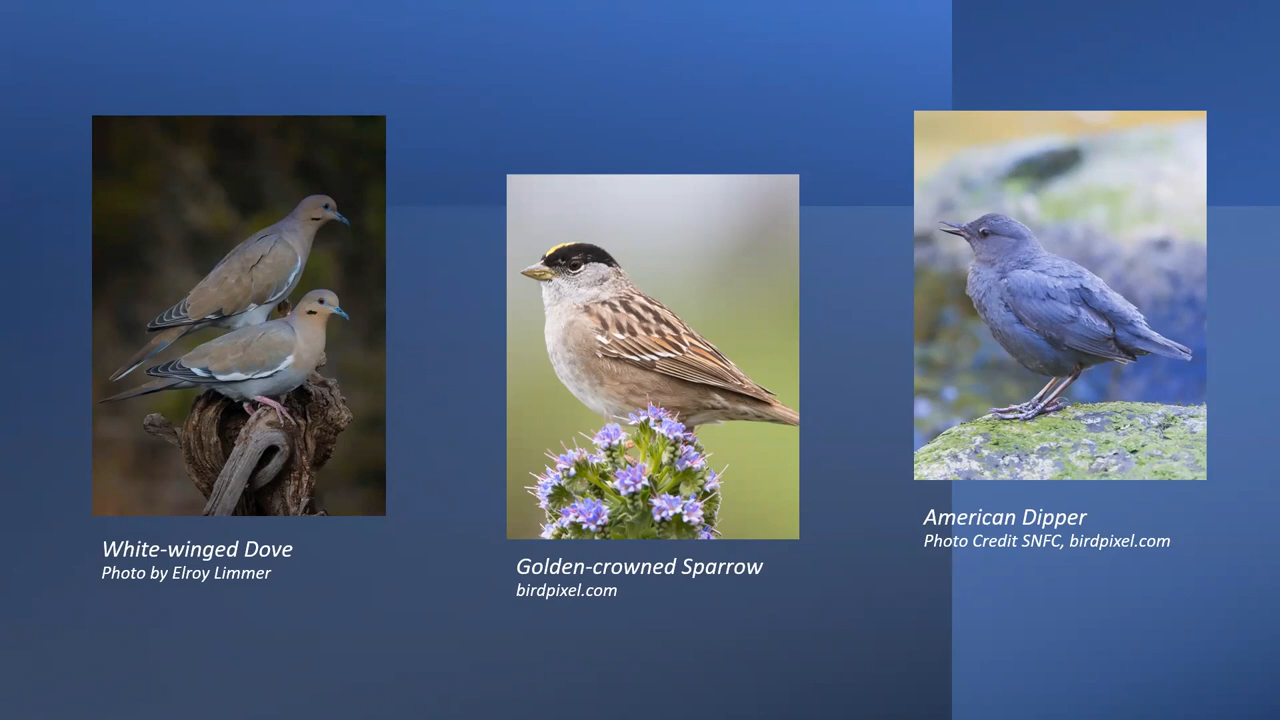 White-winged Dove
Photo by Elroy Limmer
Golden-crowned Sparrow
birdpixel.com
American Dipper
Photo Credit SNFC, birdpixel.com